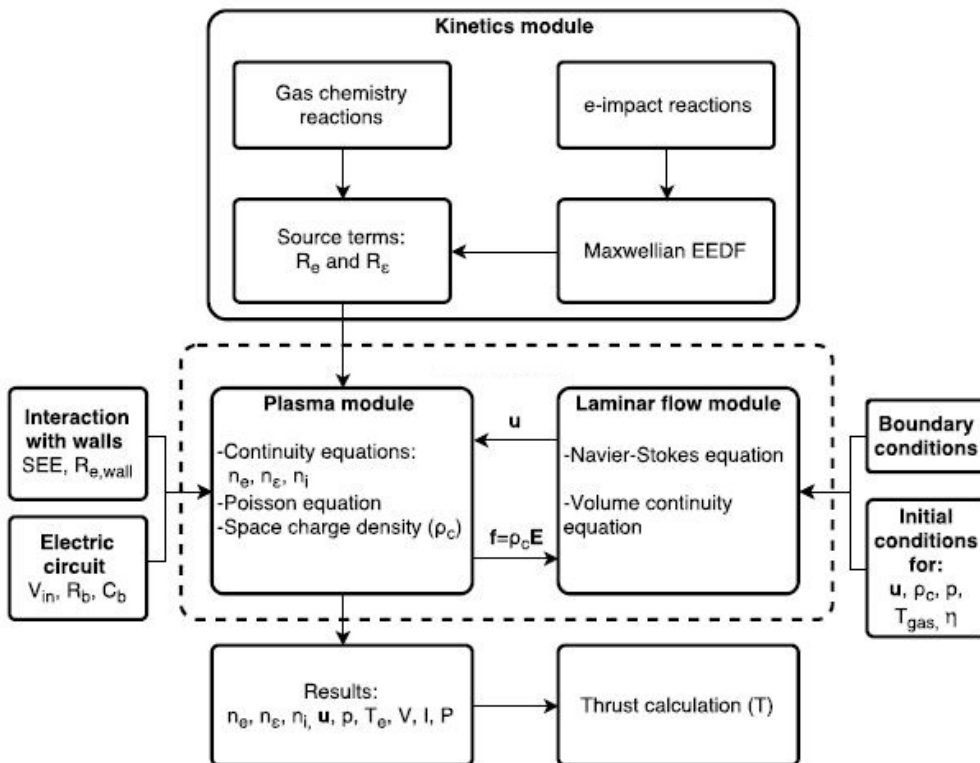 Kinetics module
Gas chemistry
reactions
e-impact reactions
Source terms:
Rₑ and R_ε
Maxwellian EEDF
Interaction
with walls
SEE, R_e,wall
Electric
circuit
V_in, R_b, C_b
Plasma module
-Continuity equations:
nₑ, n_ε, nᵢ
-Poisson equation
-Space charge density (ρ_c)
u
f=ρ_cE
Laminar flow module
-Navier-Stokes equation
-Volume continuity
equation
Boundary
conditions
Initial
conditions
for:
u, ρ_c, p,
T_gas, η
Results:
nₑ, n_ε, nᵢ, u, p, Tₑ, V, I, P
Thrust calculation (T)